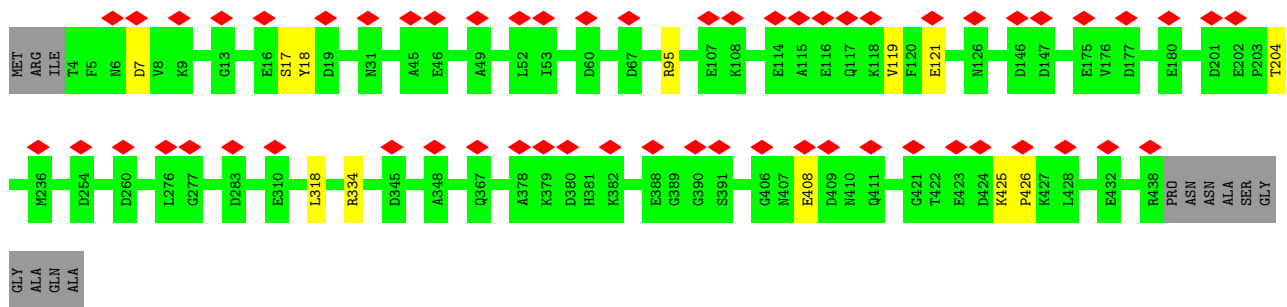 MET ARG ILE T4 F5 N6 D7 V8 K9 G13 E16 S17 Y18 D19 N31 A45 E46 A49 L52 I53 D60 D67 R95 E107 K108 E114 A115 E116 Q117 K118 V119 F120 E121 N126 D146 D147 E175 V176 D177 E180 D201 E202 P203 T204
M236 D254 D260 L276 G277 D283 E310 L318 R334 D345 A348 Q367 A378 K379 D380 H381 K382 E388 G389 G390 S391 G406 N407 E408 D409 N410 Q411 G421 T422 E423 D424 K425 P426 K427 L428 E432 R438 PRO ASN ASN ALA SER GLY
GLY ALA GLN ALA